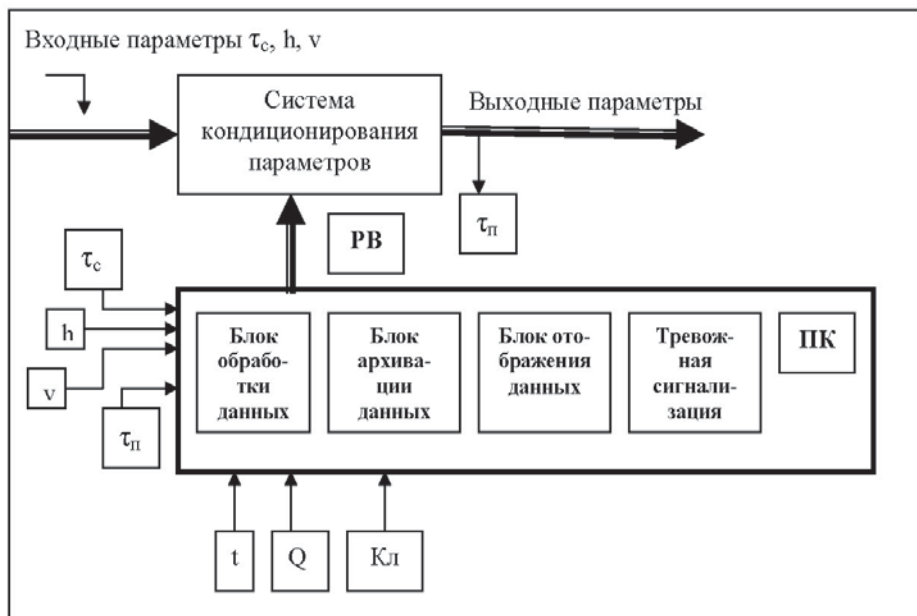 Входные параметры τс, h, v
Система
кондиционирования
параметров
Выходные параметры
τп
РВ
τс
h
v
τп
Блок
обрабо-
тки
данных
Блок
архива-
ции
данных
Блок ото-
бражения
данных
Тревож-
ная
сигнали-
зация
ПК
t
Q
Кл